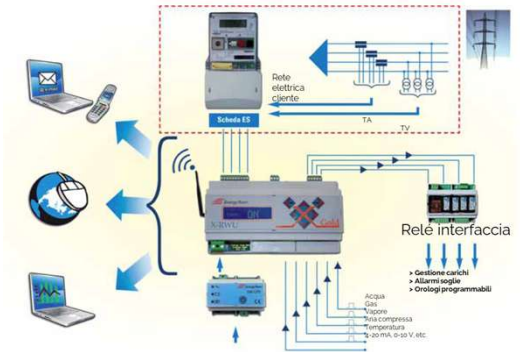 Rete
elettrica
cliente
Scheda ES
TA
TV
X-RWU
Gold
Relé interfaccia
> Gestione carichi
> Allarmi soglie
> Orologi programmabili
Acqua
Gas
Vapore
Aria compressa
Temperatura
4-20 mA, 0-10 V, etc